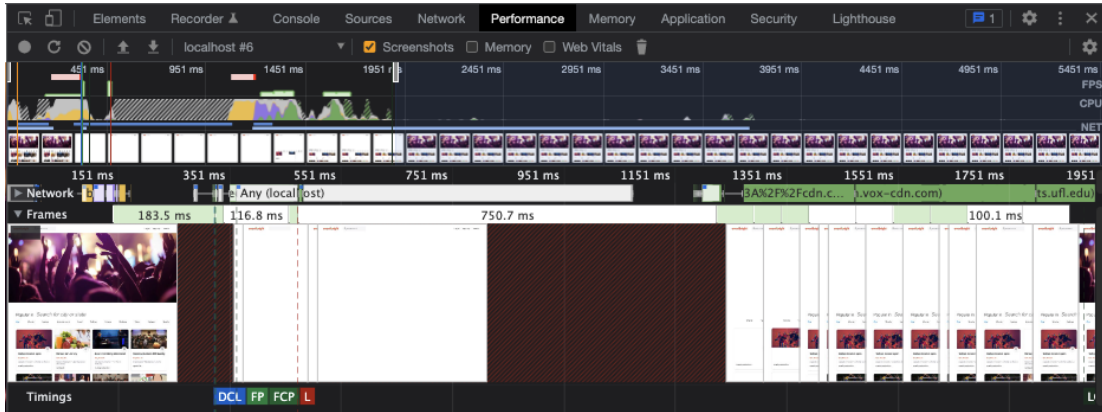 Elements Recorder Console Sources Network Performance Memory Application Security Lighthouse 1
localhost #6 Screenshots Memory Web Vitals
451 ms 951 ms 1451 ms 1951 ms 2451 ms 2951 ms 3451 ms 3951 ms 4451 ms 4951 ms 5451 ms
FPS
CPU
NET
151 ms 351 ms 551 ms 751 ms 951 ms 1151 ms 1351 ms 1551 ms 1751 ms 1951
Network b Any (localhost) 3A%2F%2Fcdn.c... .vox-cdn.com) ts.ufl.edu)
Frames 183.5 ms 116.8 ms 750.7 ms 100.1 ms
Timings DCL FP FCP L